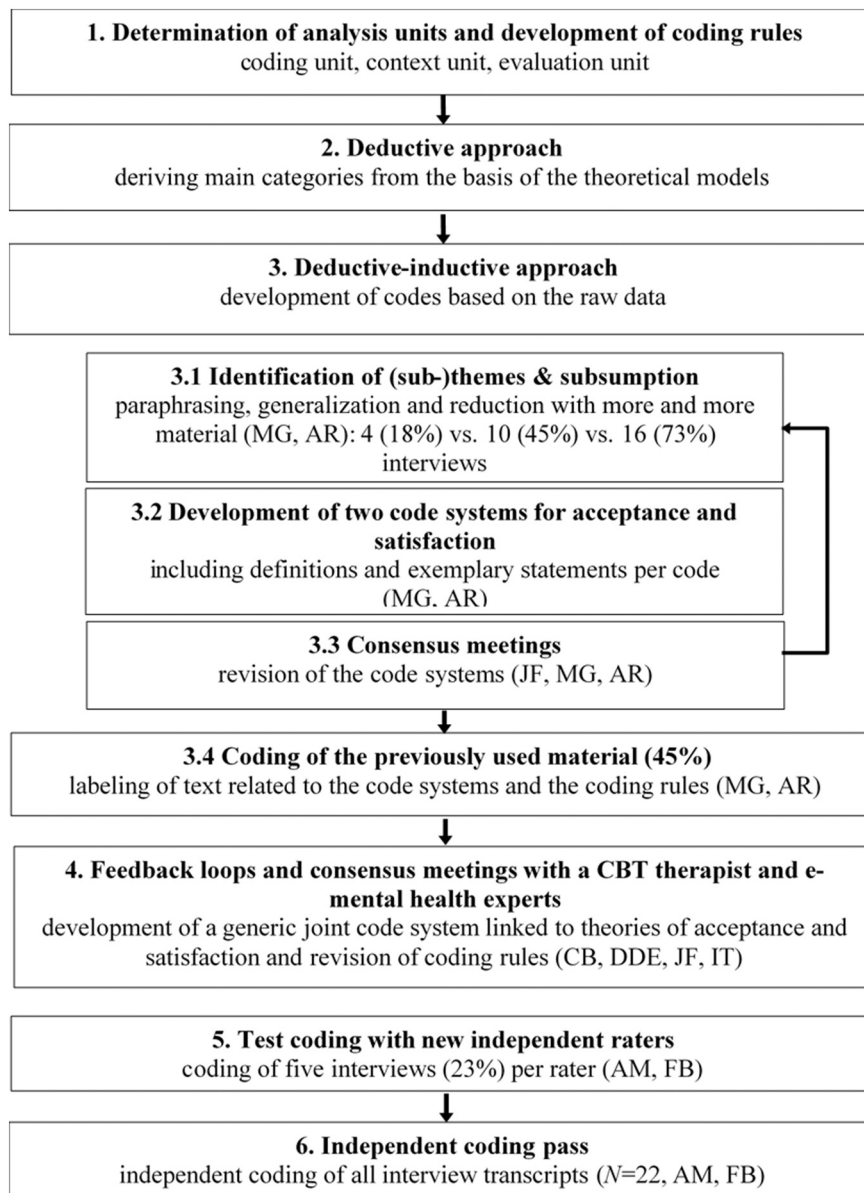 1. Determination of analysis units and development of coding rules
coding unit, context unit, evaluation unit
2. Deductive approach
deriving main categories from the basis of the theoretical models
3. Deductive-inductive approach
development of codes based on the raw data
3.1 Identification of (sub-)themes & subsumption
paraphrasing, generalization and reduction with more and more
material (MG, AR): 4 (18%) vs. 10 (45%) vs. 16 (73%)
interviews
3.2 Development of two code systems for acceptance and
satisfaction
including definitions and exemplary statements per code
(MG, AR)
3.3 Consensus meetings
revision of the code systems (JF, MG, AR)
3.4 Coding of the previously used material (45%)
labeling of text related to the code systems and the coding rules (MG, AR)
4. Feedback loops and consensus meetings with a CBT therapist and e-
mental health experts
development of a generic joint code system linked to theories of acceptance and
satisfaction and revision of coding rules (CB, DDE, JF, IT)
5. Test coding with new independent raters
coding of five interviews (23%) per rater (AM, FB)
6. Independent coding pass
independent coding of all interview transcripts (N=22, AM, FB)